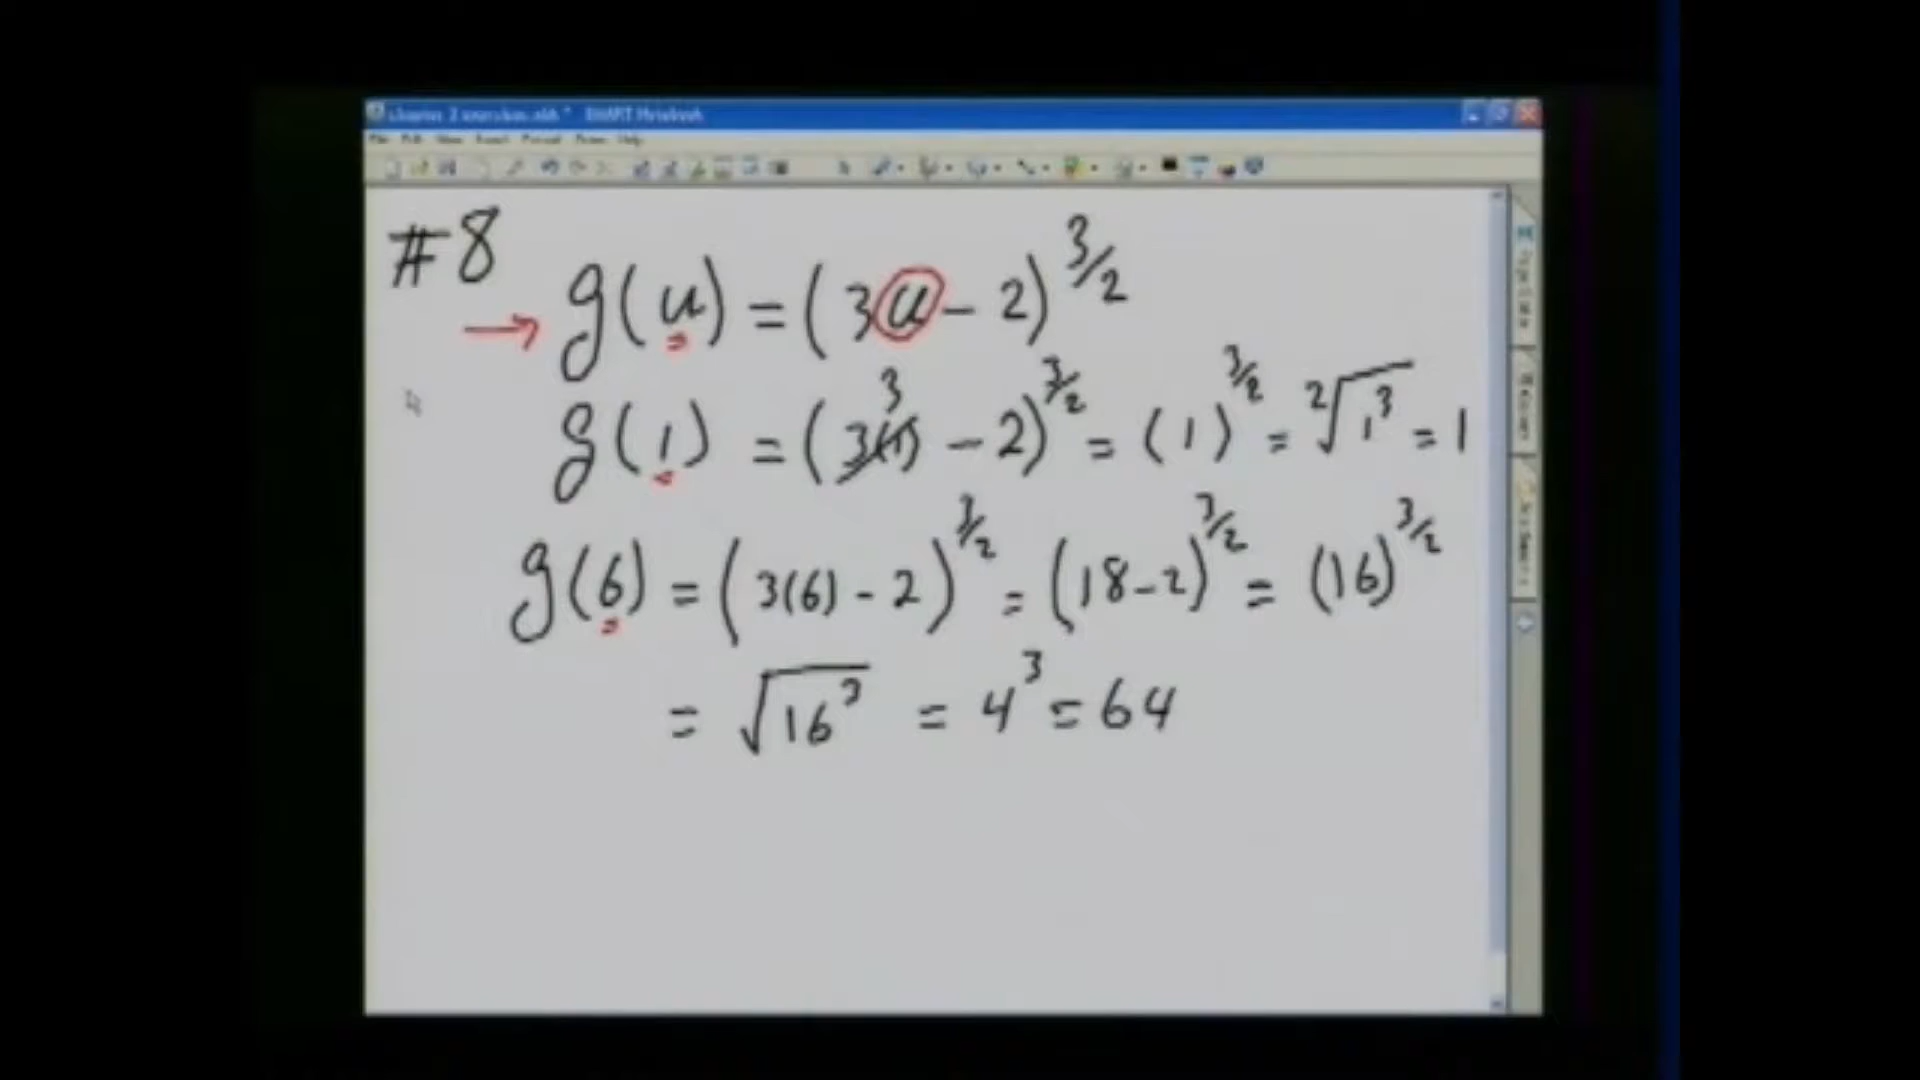 #8
g(u) = (3u - 2)^3/2
g(1) = (3(1) 3 - 2)^3/2 = (1)^3/2 = ²√1³ = 1
g(6) = (3(6) - 2)^3/2 = (18-2)^3/2 = (16)^3/2
= √16³ = 4³ = 64